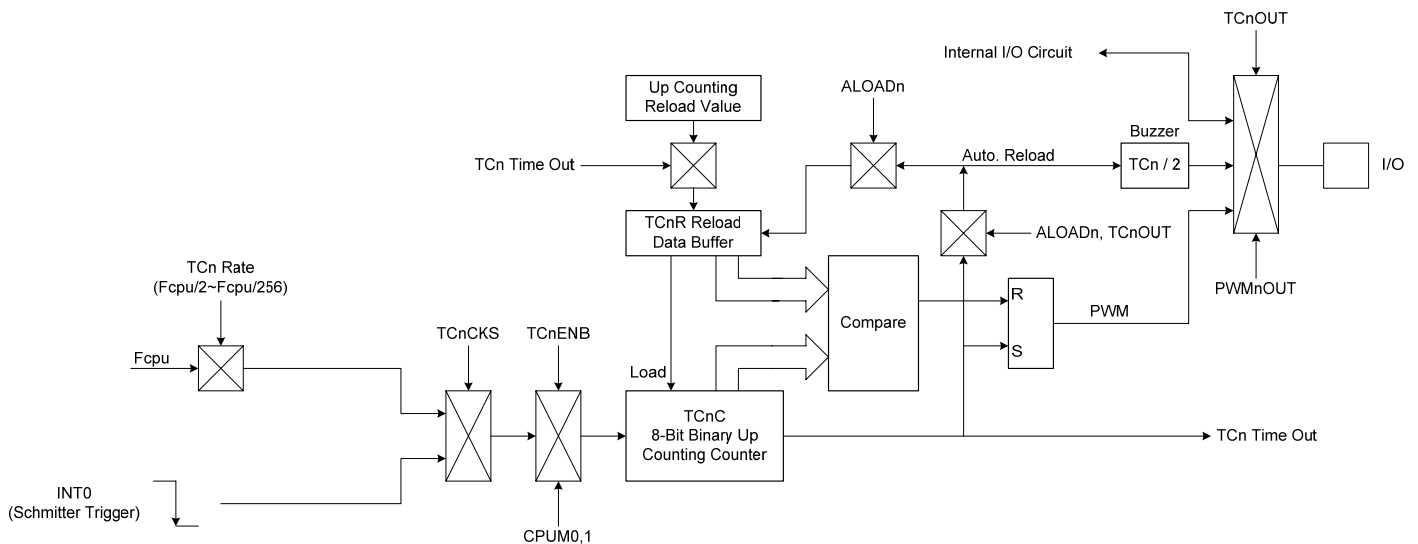 TCnOUT
Internal I/O Circuit
Up Counting
Reload Value
ALOADn
Buzzer
TCn Time Out
Auto. Reload
TCn / 2
I/O
TCnR Reload
Data Buffer
ALOADn, TCnOUT
TCn Rate
(Fcpu/2~Fcpu/256)
PWMnOUT
R
PWM
Compare
TCnCKS
TCnENB
S
Fcpu
Load
TCnC
8-Bit Binary Up
Counting Counter
TCn Time Out
INT0
(Schmitter Trigger)
CPUM0,1